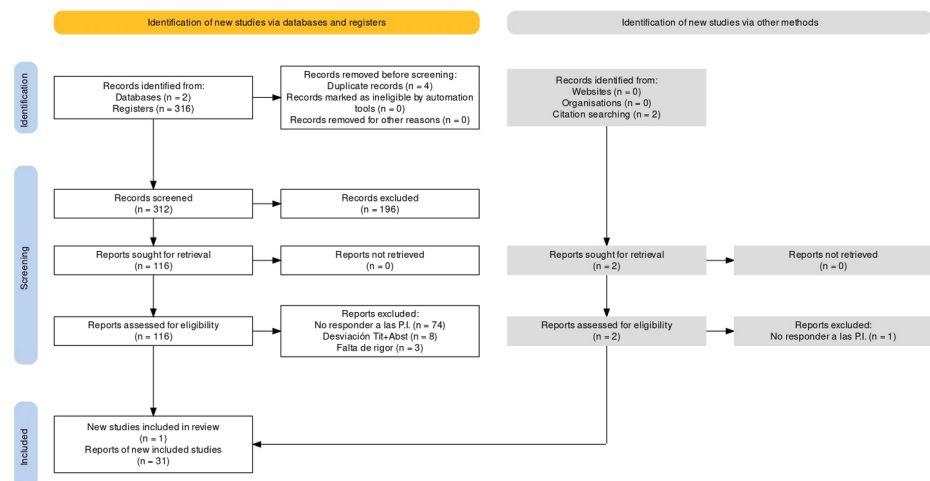 Identification of new studies via databases and registers
Identification of new studies via other methods
Identification
Records identified from:
Databases (n = 2)
Registers (n = 316)
Records removed before screening:
Duplicate records (n = 4)
Records marked as ineligible by automation
tools (n = 0)
Records removed for other reasons (n = 0)
Records identified from:
Websites (n = 0)
Organisations (n = 0)
Citation searching (n = 2)
Screening
Records screened
(n = 312)
Records excluded
(n = 196)
Reports sought for retrieval
(n = 116)
Reports not retrieved
(n = 0)
Reports sought for retrieval
(n = 2)
Reports not retrieved
(n = 0)
Reports assessed for eligibility
(n = 116)
Reports excluded:
No responder a las P.I. (n = 74)
Desviación Tit+Abst (n = 8)
Falta de rigor (n = 3)
Reports assessed for eligibility
(n = 2)
Reports excluded:
No responder a las P.I. (n = 1)
Included
New studies included in review
(n = 1)
Reports of new included studies
(n = 31)